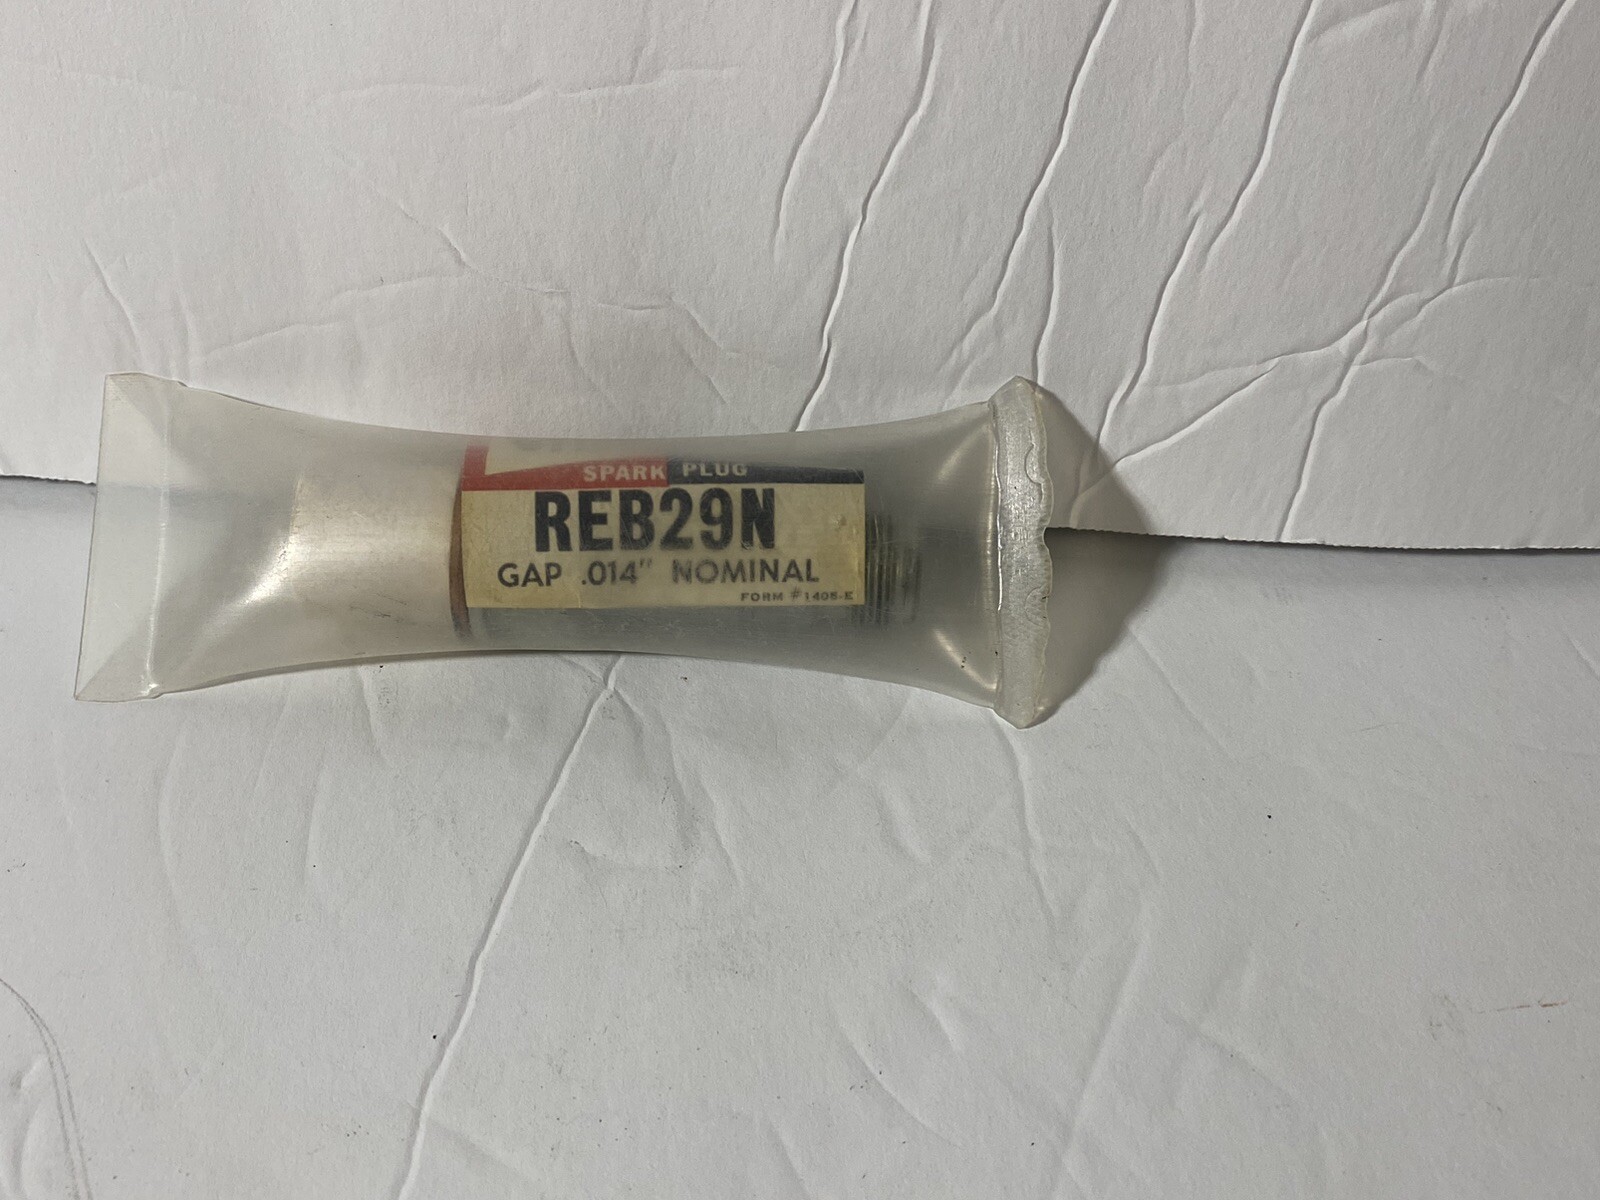 SPARK PLUG
REB29N
GAP .014" NOMINAL
FORM #1405-E